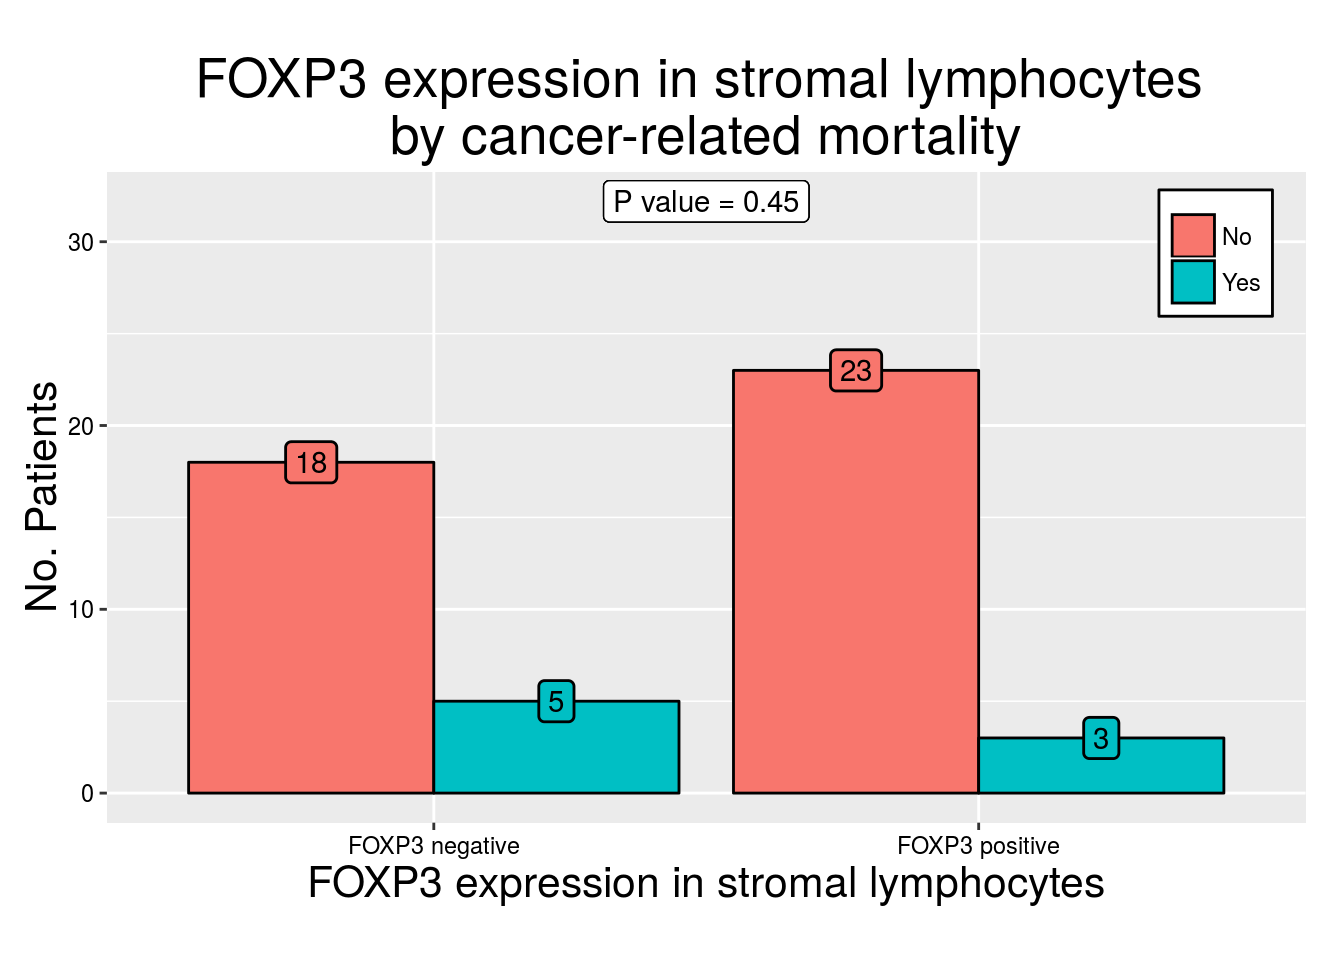 FOXP3 expression in stromal lymphocytes
by cancer-related mortality
P value = 0.45
No
Yes
No. Patients
30
20
10
0
18
5
23
3
FOXP3 negative
FOXP3 positive
FOXP3 expression in stromal lymphocytes